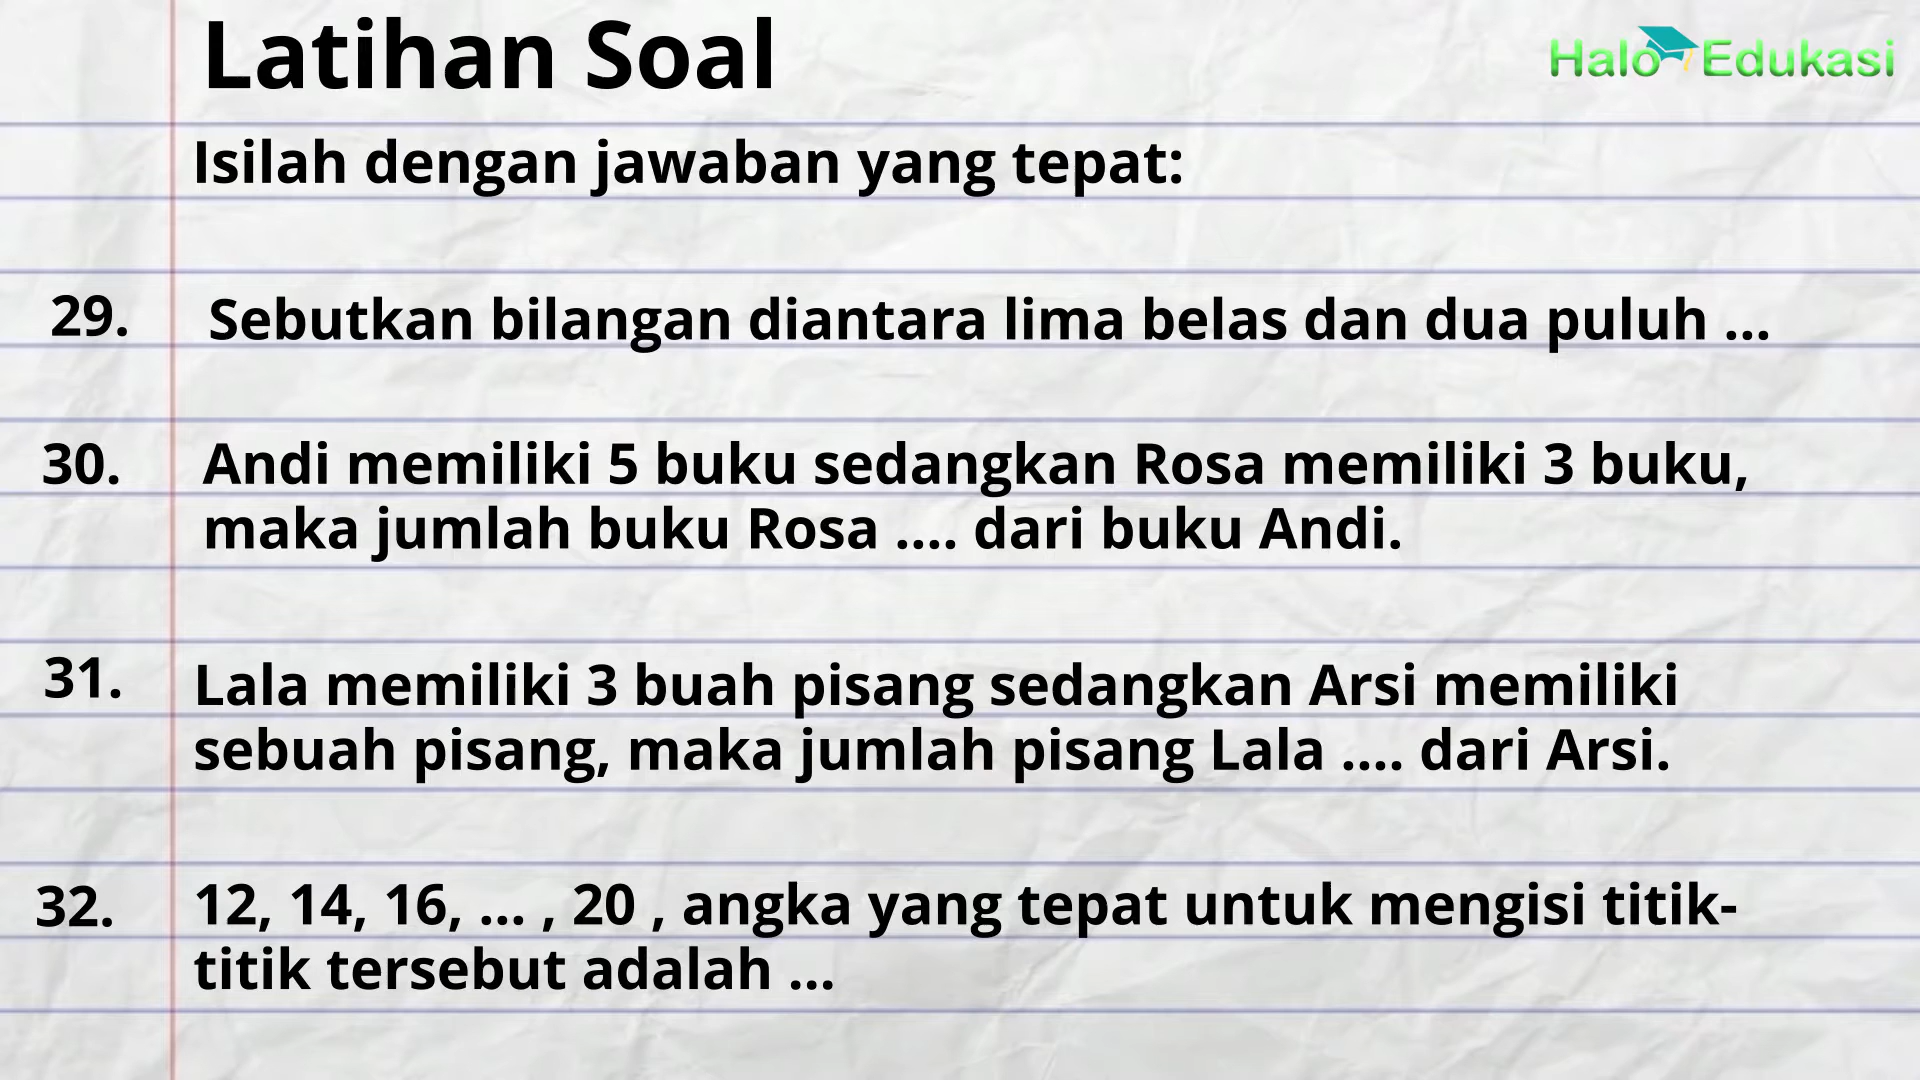 Latihan Soal
Halo Edukasi
Isilah dengan jawaban yang tepat:
29. Sebutkan bilangan diantara lima belas dan dua puluh ...
30. Andi memiliki 5 buku sedangkan Rosa memiliki 3 buku,
maka jumlah buku Rosa .... dari buku Andi.
31. Lala memiliki 3 buah pisang sedangkan Arsi memiliki
sebuah pisang, maka jumlah pisang Lala .... dari Arsi.
32. 12, 14, 16, ... , 20 , angka yang tepat untuk mengisi titik-
titik tersebut adalah ...